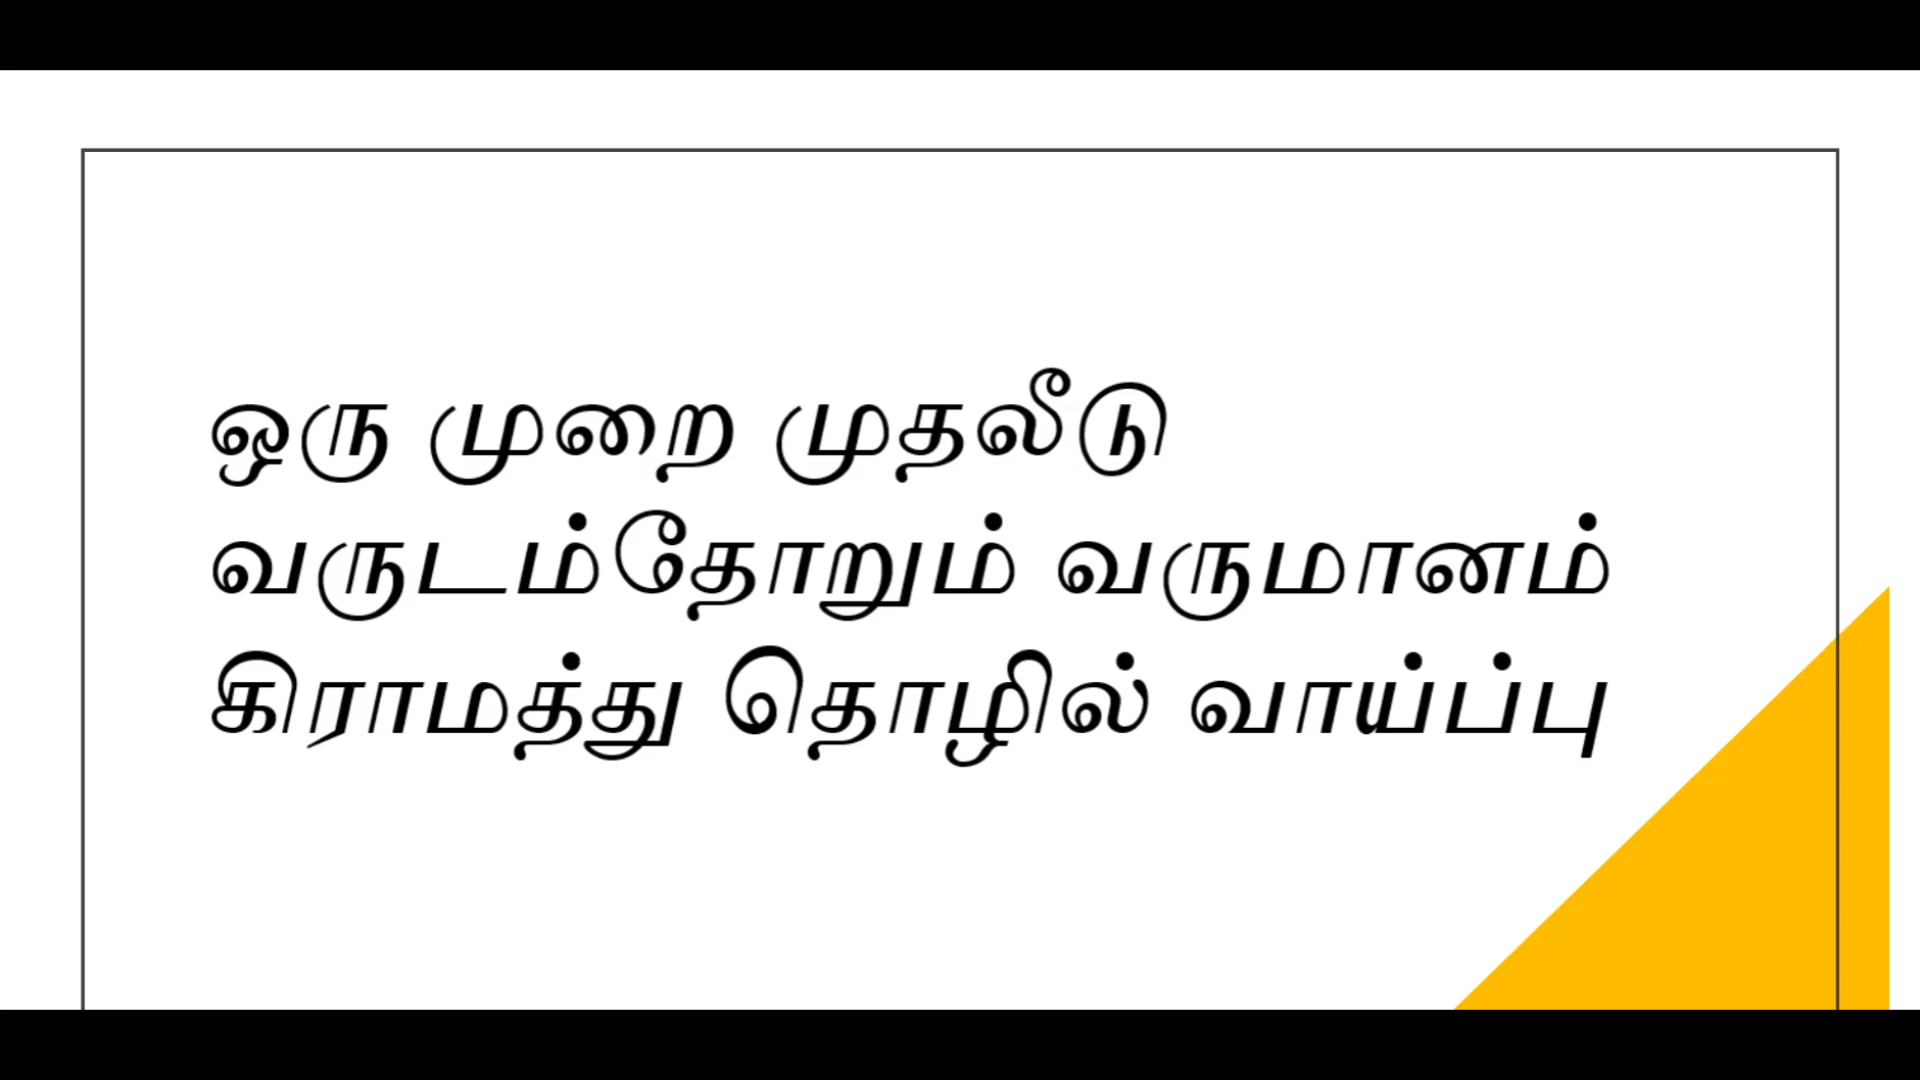 ஒரு முறை முதலீடு
வருடம்தோறும் வருமானம்
கிராமத்து தொழில் வாய்ப்பு